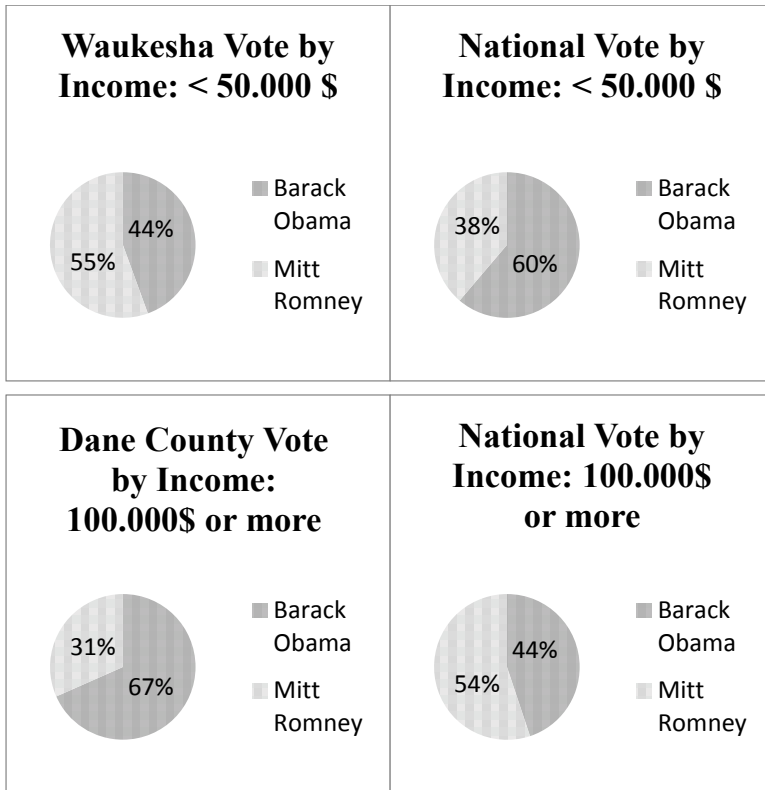 Waukesha Vote by
Income: < 50.000 $
44%
55%
Barack
Obama
Mitt
Romney
National Vote by
Income: < 50.000 $
38%
60%
Barack
Obama
Mitt
Romney
Dane County Vote
by Income:
100.000$ or more
31%
67%
Barack
Obama
Mitt
Romney
National Vote by
Income: 100.000$
or more
44%
54%
Barack
Obama
Mitt
Romney